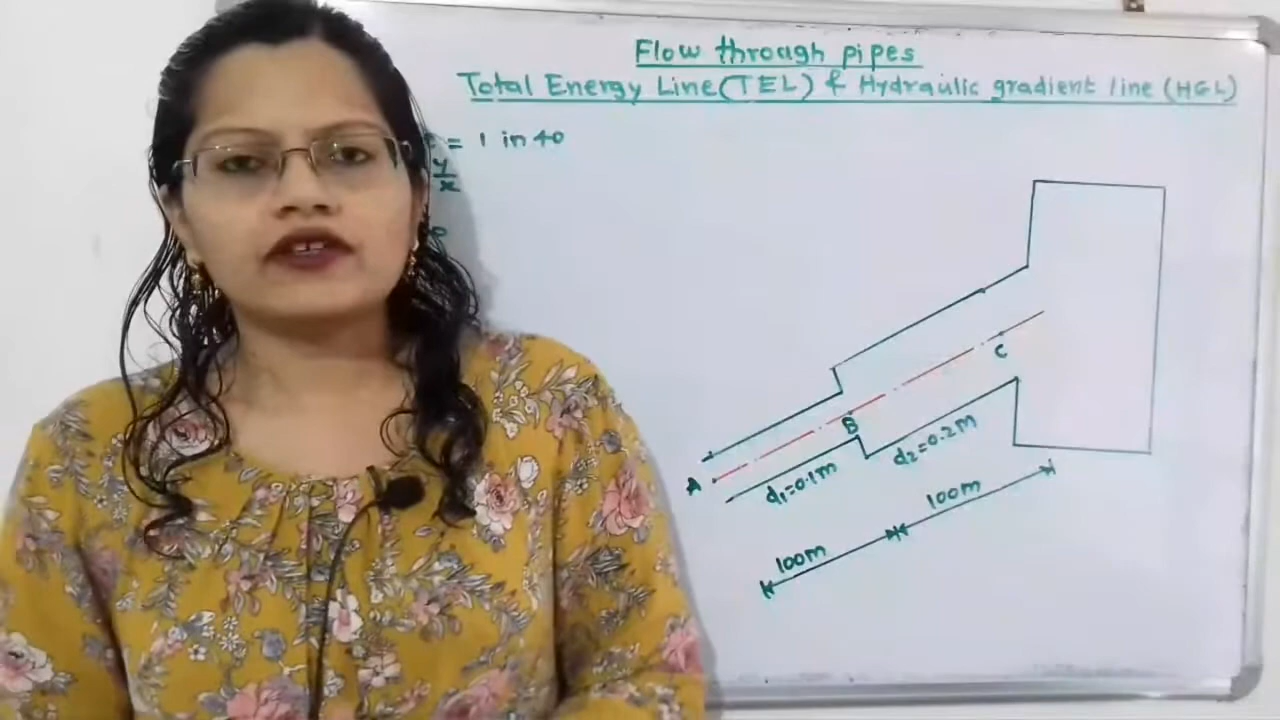 Flow through pipes
Total Energy Line (TEL) & Hydraulic gradient line (HGL)
= 1 in 40
y
x
A
B
C
d1=0.1m
d2=0.2m
100m
100m